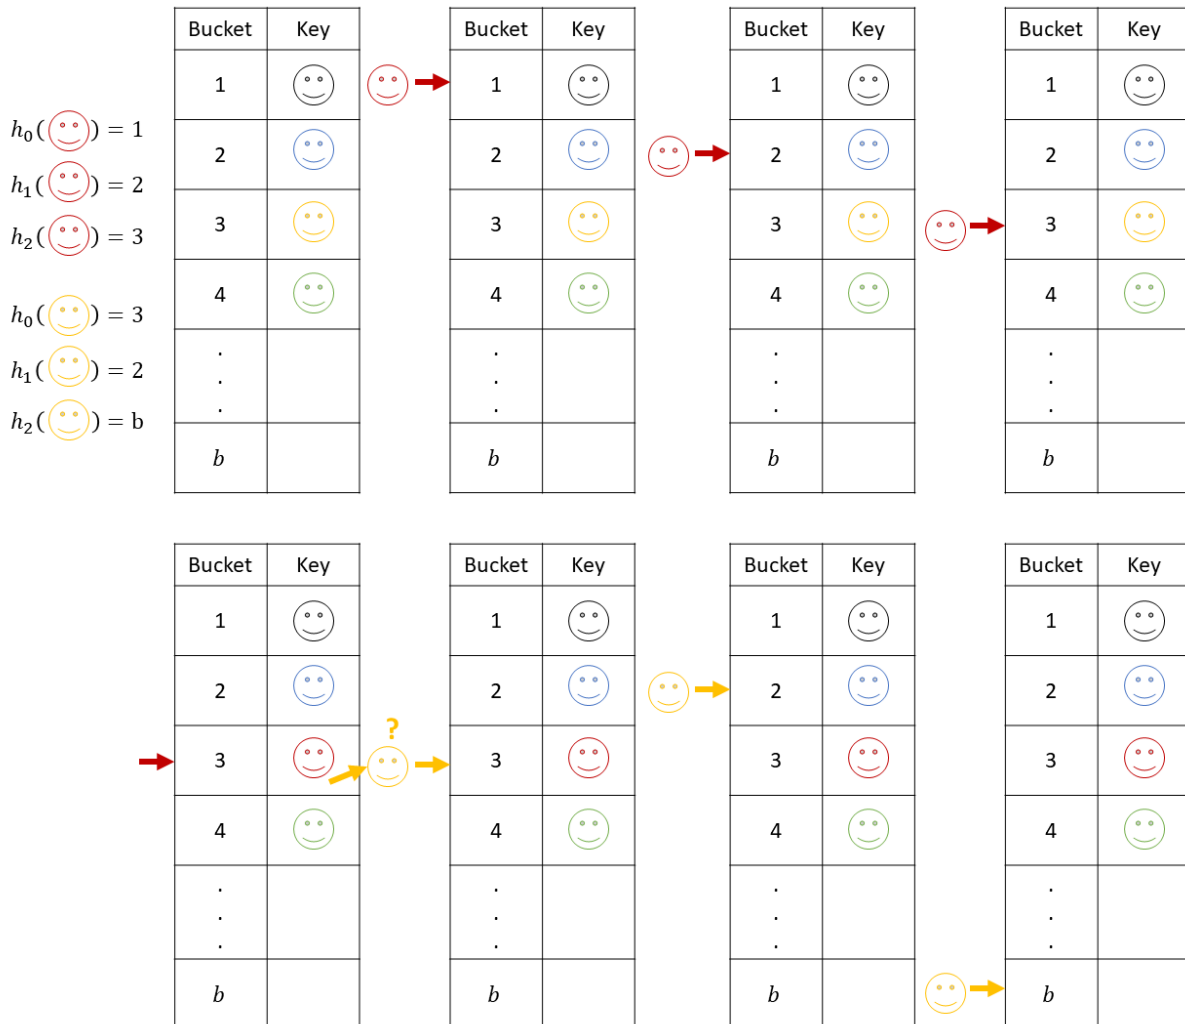 h₀( ) = 1
h₁( ) = 2
h₂( ) = 3
h₀( ) = 3
h₁( ) = 2
h₂( ) = b
Bucket Key
1
2
3
4
.
.
.
b
Bucket Key
1
2
3
4
.
.
.
b
Bucket Key
1
2
3
4
.
.
.
b
Bucket Key
1
2
3
4
.
.
.
b
Bucket Key
1
2
3
4
.
.
.
b
?
Bucket Key
1
2
3
4
.
.
.
b
Bucket Key
1
2
3
4
.
.
.
b
Bucket Key
1
2
3
4
.
.
.
b